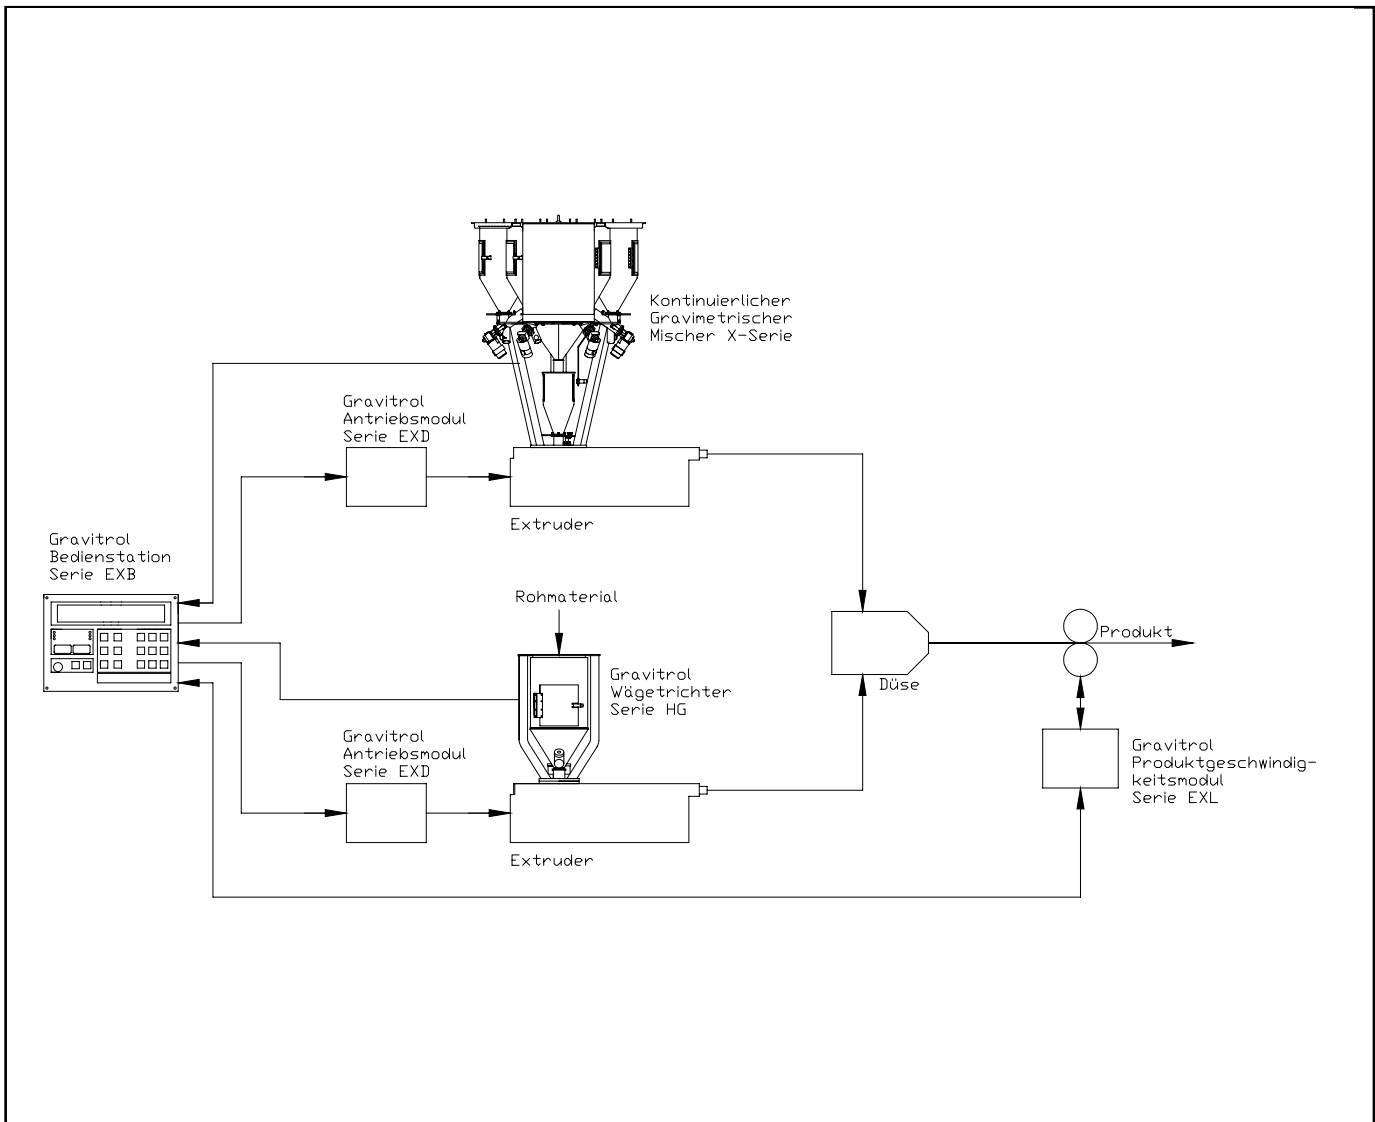 Kontinuierlicher
Gravimetrischer
Mischer X-Serie
Gravitrol
Antriebsmodul
Serie EXD
Extruder
Gravitrol
Bedienstation
Serie EXB
Rohmaterial
Produkt
Gravitrol
Wägetrichter
Serie HG
Düse
Gravitrol
Antriebsmodul
Serie EXD
Gravitrol
Produktgeschwindig-
keitsmodul
Serie EXL
Extruder